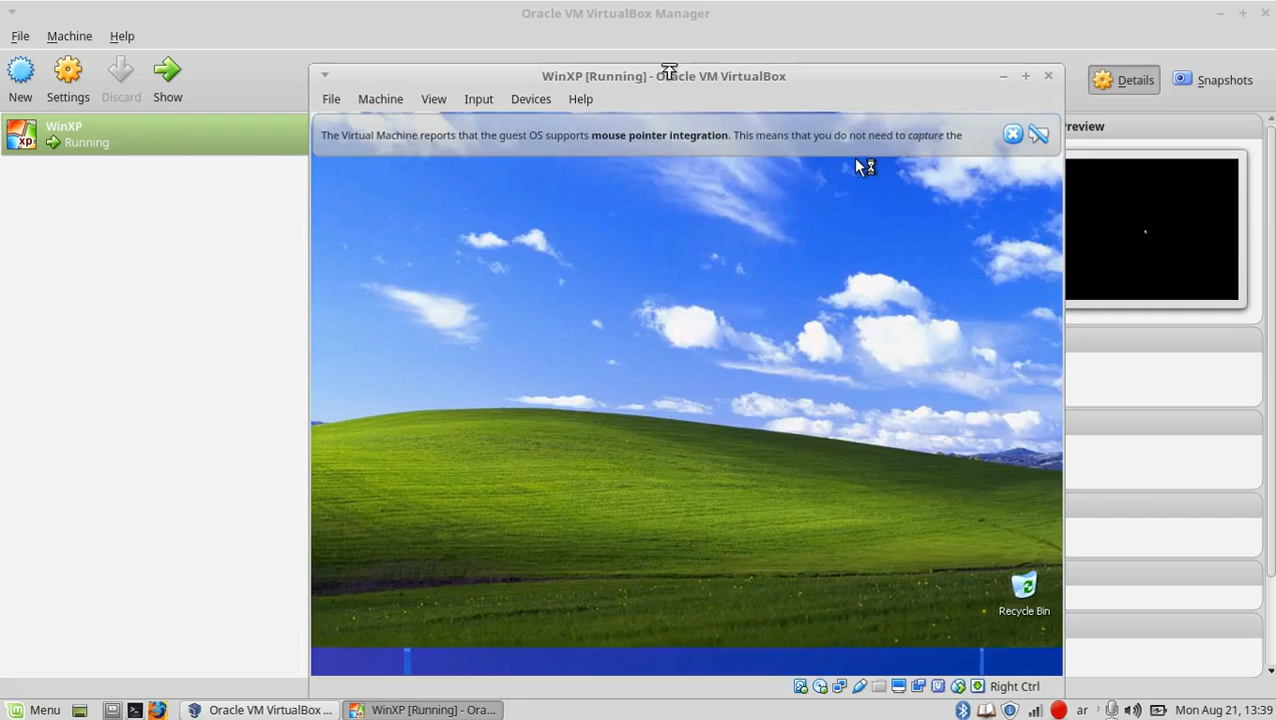 Oracle VM VirtualBox Manager
File Machine Help
New Settings Discard Show
Details Snapshots
WinXP
Running
Preview
WinXP [Running] - Oracle VM VirtualBox
File Machine View Input Devices Help
The Virtual Machine reports that the guest OS supports mouse pointer integration. This means that you do not need to capture the
Recycle Bin
Right Ctrl
Menu
Oracle VM VirtualBox ...
WinXP [Running] - Ora...
ar
Mon Aug 21, 13:39